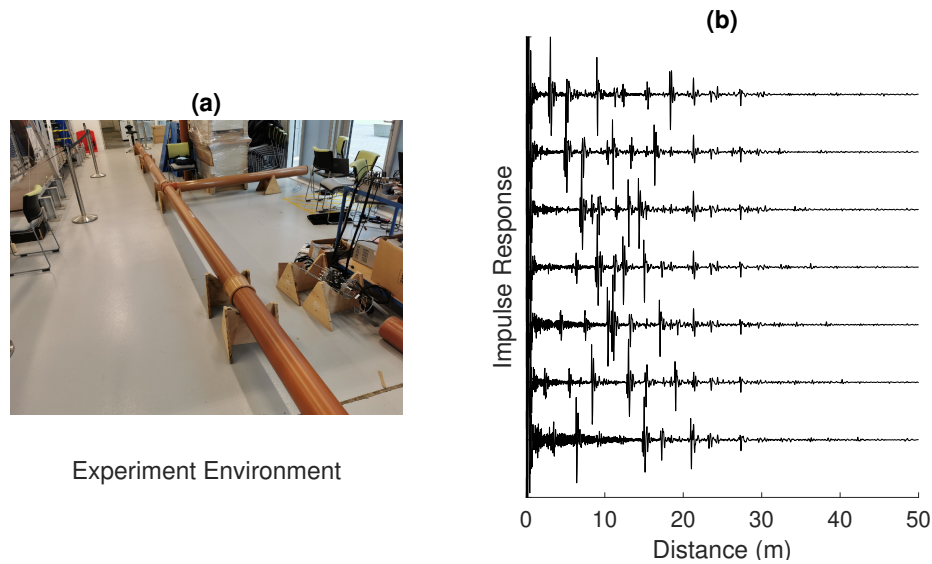 (a)
Experiment Environment
(b)
Impulse Response
0 10 20 30 40 50
Distance (m)